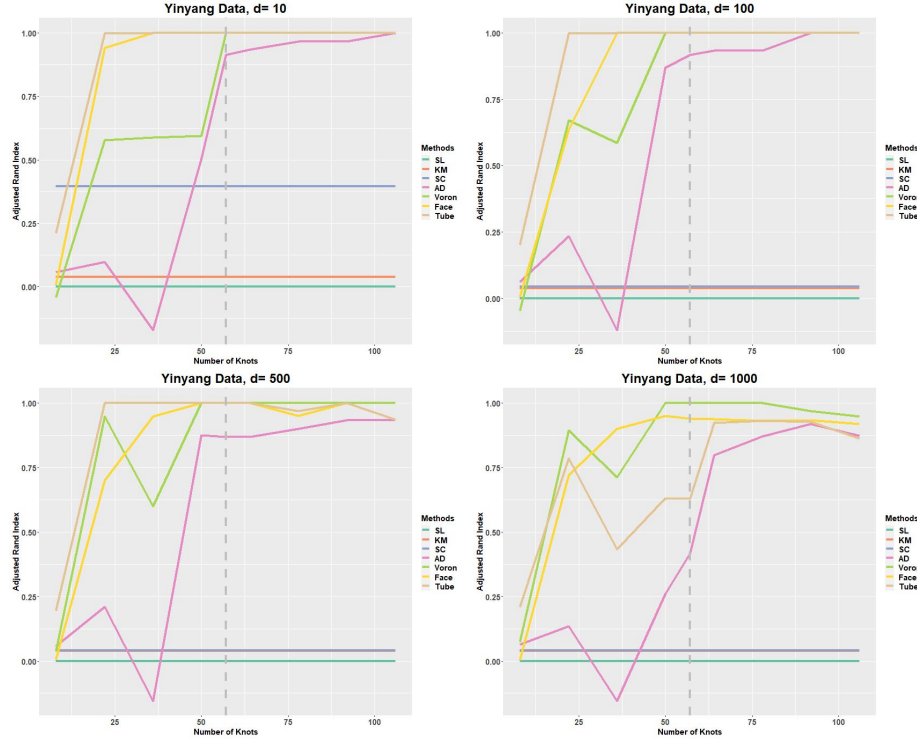 Yinyang Data, d= 10
Adjusted Rand Index
1.00
0.75
0.50
0.25
0.00
25
50
75
100
Number of Knots
Methods
SL
KM
SC
AD
Voron
Face
Tube
Yinyang Data, d= 100
Adjusted Rand Index
1.00
0.75
0.50
0.25
0.00
25
50
75
100
Number of Knots
Methods
SL
KM
SC
AD
Voron
Face
Tube
Yinyang Data, d= 500
Adjusted Rand Index
1.00
0.75
0.50
0.25
0.00
25
50
75
100
Number of Knots
Methods
SL
KM
SC
AD
Voron
Face
Tube
Yinyang Data, d= 1000
Adjusted Rand Index
1.00
0.75
0.50
0.25
0.00
25
50
75
100
Number of Knots
Methods
SL
KM
SC
AD
Voron
Face
Tube